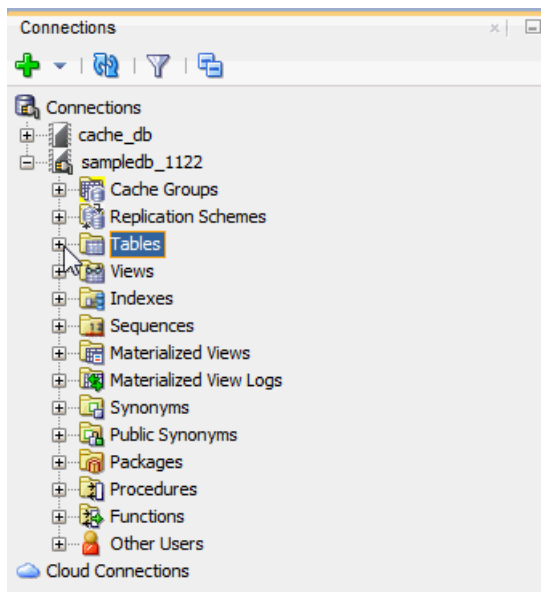 Connections
Connections
cache_db
sampledb_1122
Cache Groups
Replication Schemes
Tables
Views
Indexes
Sequences
Materialized Views
Materialized View Logs
Synonyms
Public Synonyms
Packages
Procedures
Functions
Other Users
Cloud Connections